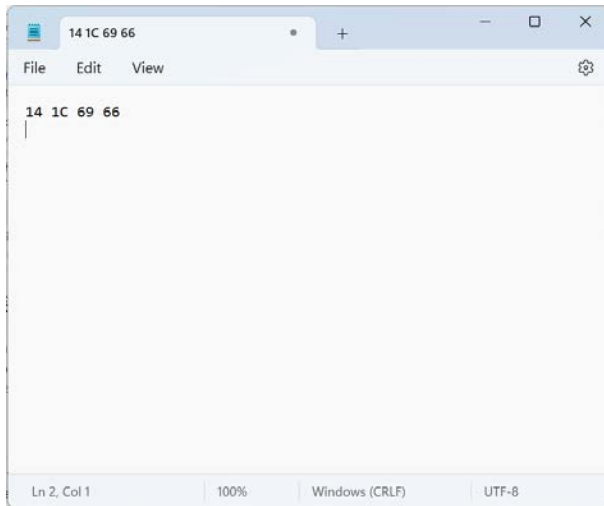 14 1C 69 66
File Edit View
14 1C 69 66
Ln 2, Col 1 100% Windows (CRLF) UTF-8